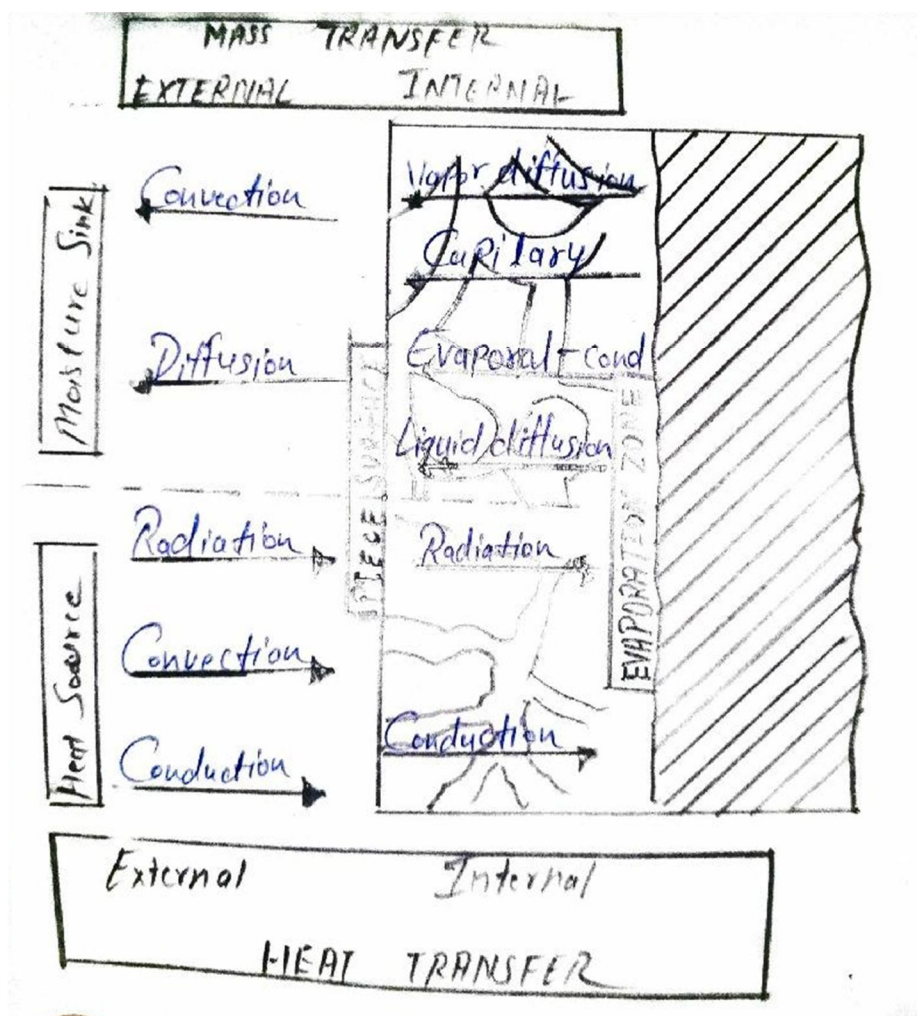 MASS TRANSFER
EXTERNAL INTERNAL
Moisture Sink
Convection
Diffusion
Vapor diffusion
Capilary
Evaporal-cond
Liquid diffusion
PIECE SURFACE
EVAPORATION ZONE
Heat Source
Radiation
Convection
Conduction
Radiation
Conduction
External Internal
HEAT TRANSFER